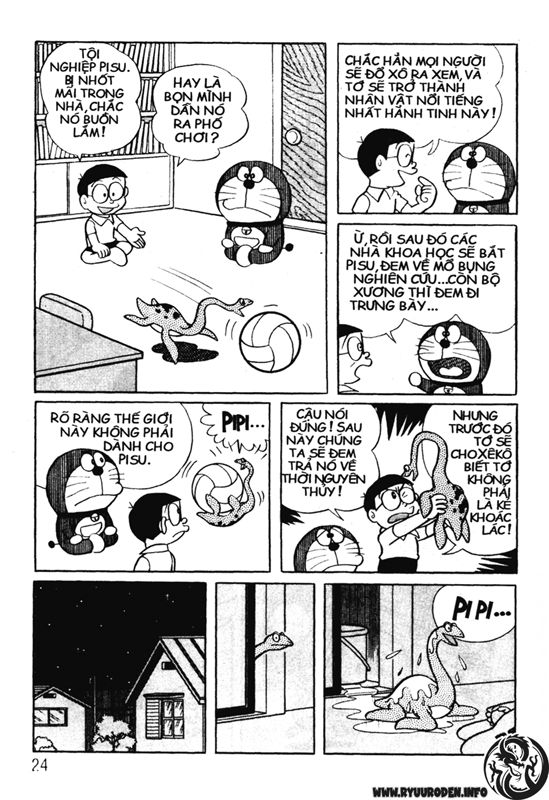 TỘI
NGHIỆP PISU.
BỊ NHỐT
MÃI TRONG
NHÀ, CHẮC
NÓ BUỒN
LẮM!
HAY LÀ
BỌN MÌNH
DẪN NÓ
RA PHỐ
CHƠI?
CHẮC HẲN MỌI NGƯỜI
SẼ ĐỔ XÔ RA XEM, VÀ
TỚ SẼ TRỞ THÀNH
NHÂN VẬT NỔI TIẾNG
NHẤT HÀNH TINH NÀY!
Ừ, RỒI SAU ĐÓ CÁC
NHÀ KHOA HỌC SẼ BẮT
PISU, ĐEM VỀ MỔ BỤNG
NGHIÊN CỨU...CÒN BỘ
XƯƠNG THÌ ĐEM ĐI
TRƯNG BÀY...
RÕ RÀNG THẾ GIỚI
NÀY KHÔNG PHẢI
DÀNH CHO
PISU.
PIPI...
CẬU NÓI
ĐÚNG! SAU
NÀY CHÚNG
TA SẼ ĐEM
TRẢ NÓ VỀ
THỜI NGUYÊN
THỦY!
NHƯNG
TRƯỚC ĐÓ
TỚ SẼ
CHO XÊKÔ
BIẾT TỚ
KHÔNG
PHẢI
LÀ KẺ
KHOÁC
LÁC!
PI PI...
24
WWW.RYUURODEN.INFO